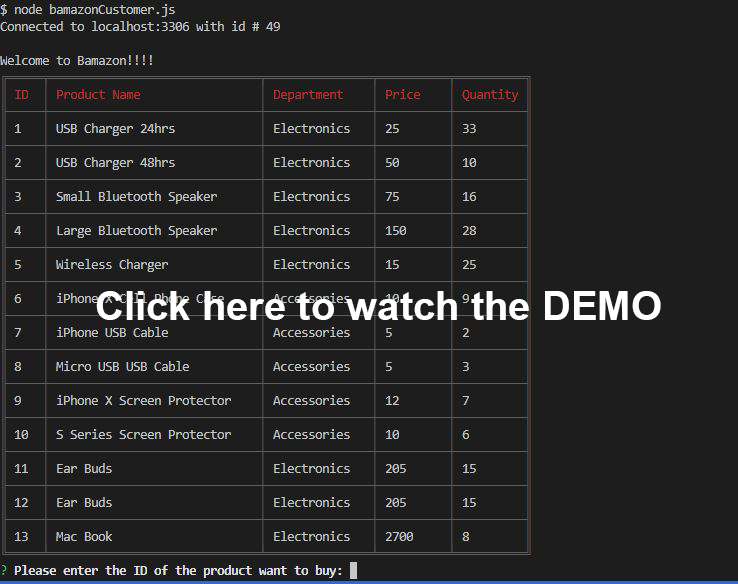 $ node bamazonCustomer.js
Connected to localhost:3306 with id # 49
Welcome to Bamazon!!!!
ID Product Name Department Price Quantity
1 USB Charger 24hrs Electronics 25 33
2 USB Charger 48hrs Electronics 50 10
3 Small Bluetooth Speaker Electronics 75 16
4 Large Bluetooth Speaker Electronics 150 28
5 Wireless Charger Electronics 15 25
6 iPhone X Cell Phone Case Accessories 10 9
Click here to watch the DEMO
7 iPhone USB Cable Accessories 5 2
8 Micro USB USB Cable Accessories 5 3
9 iPhone X Screen Protector Accessories 12 7
10 S Series Screen Protector Accessories 10 6
11 Ear Buds Electronics 205 15
12 Ear Buds Electronics 205 15
13 Mac Book Electronics 2700 8
? Please enter the ID of the product want to buy: